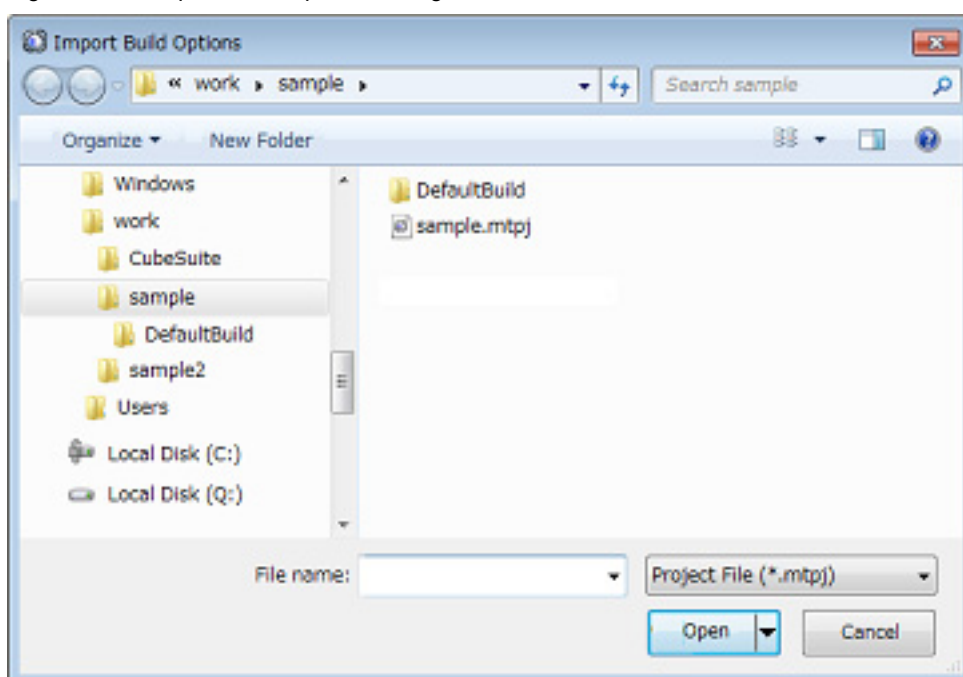 Import Build Options
« work ▸ sample ▸
Search sample
Organize ▾ New Folder
Windows
work
CubeSuite
sample
DefaultBuild
sample2
Users
Local Disk (C:)
Local Disk (Q:)
DefaultBuild
sample.mtpj
File name:
Project File (*.mtpj)
Open
Cancel